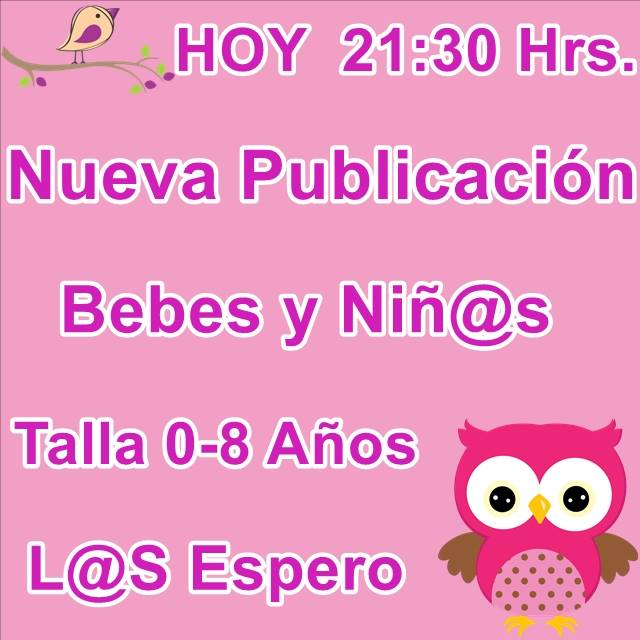 HOY 21:30 Hrs.
Nueva Publicación
Bebes y Niñ@s
Talla 0-8 Años
L@S Espero